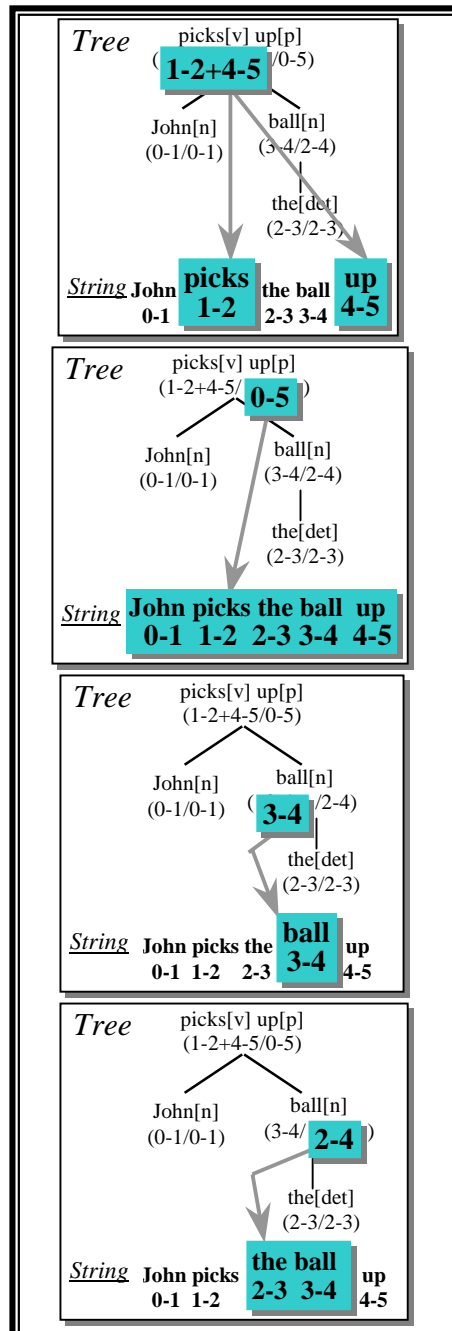 Tree
picks[v] up[p]
( 1-2+4-5 /0-5)
John[n] ball[n]
(0-1/0-1) (3-4/2-4)
the[det]
(2-3/2-3)
String John picks the ball up
0-1 1-2 2-3 3-4 4-5
Tree
picks[v] up[p]
(1-2+4-5/ 0-5 )
John[n] ball[n]
(0-1/0-1) (3-4/2-4)
the[det]
(2-3/2-3)
String John picks the ball up
0-1 1-2 2-3 3-4 4-5
Tree
picks[v] up[p]
(1-2+4-5/0-5)
John[n] ball[n]
(0-1/0-1) ( 3-4 /2-4)
the[det]
(2-3/2-3)
String John picks the ball up
0-1 1-2 2-3 3-4 4-5
Tree
picks[v] up[p]
(1-2+4-5/0-5)
John[n] ball[n]
(0-1/0-1) (3-4/ 2-4 )
the[det]
(2-3/2-3)
String John picks the ball up
0-1 1-2 2-3 3-4 4-5